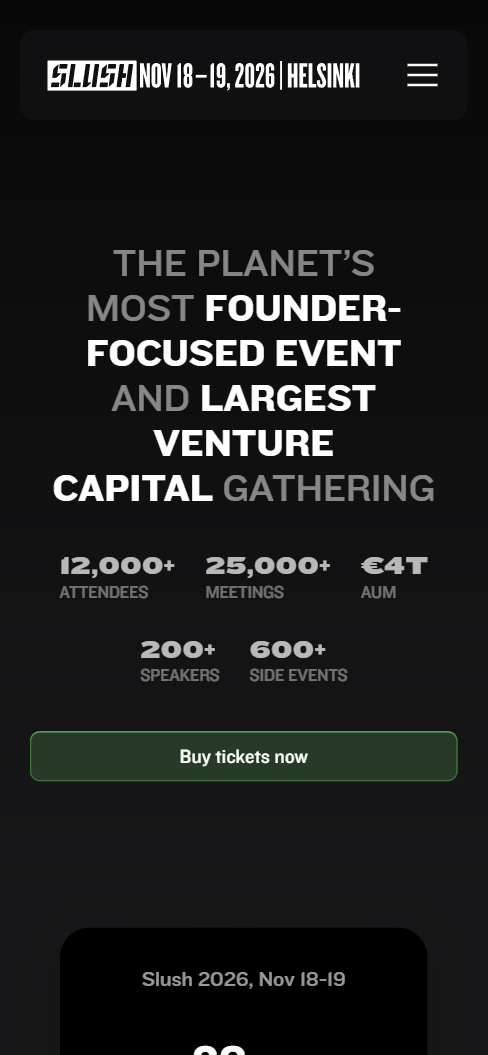 SLUSH NOV 18–19, 2026 | HELSINKI
THE PLANET’S
MOST FOUNDER-
FOCUSED EVENT
AND LARGEST
VENTURE
CAPITAL GATHERING
12,000+ 25,000+ €4T
ATTENDEES MEETINGS AUM
200+ 600+
SPEAKERS SIDE EVENTS
Buy tickets now
Slush 2026, Nov 18-19